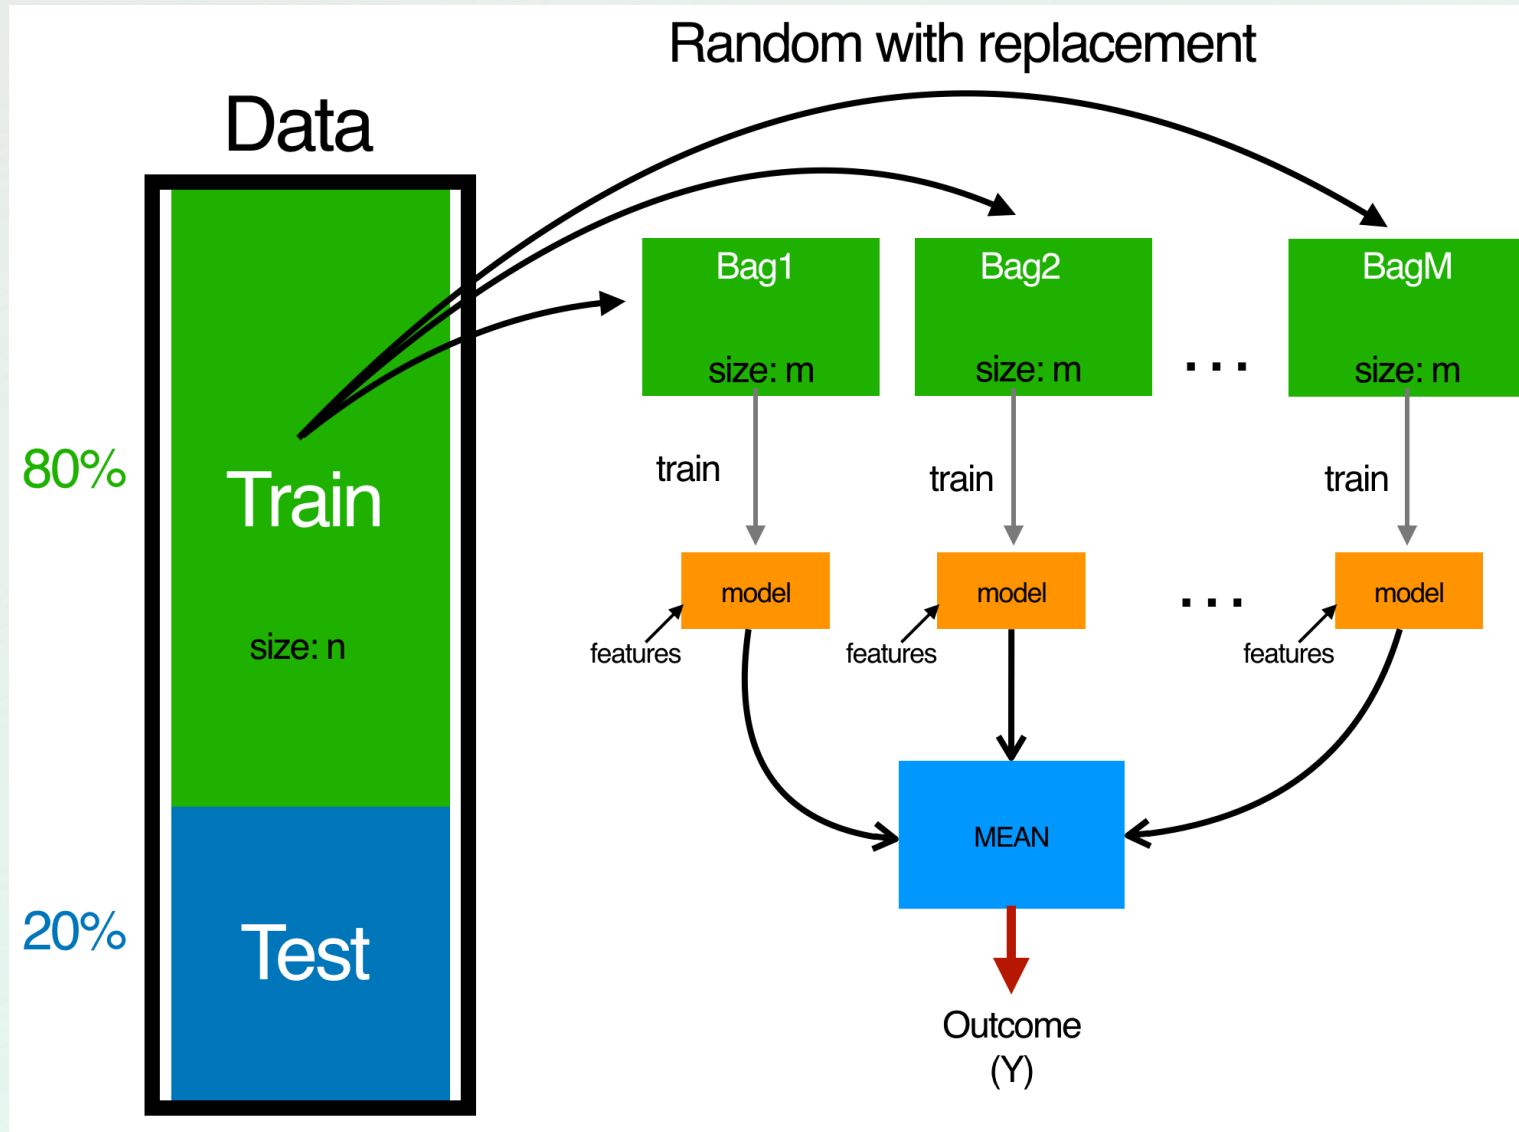 Random with replacement
Data
80%
Train
size: n
20%
Test
Bag1
size: m
Bag2
size: m
...
BagM
size: m
train
train
train
model
model
...
model
features
features
features
MEAN
Outcome
(Y)